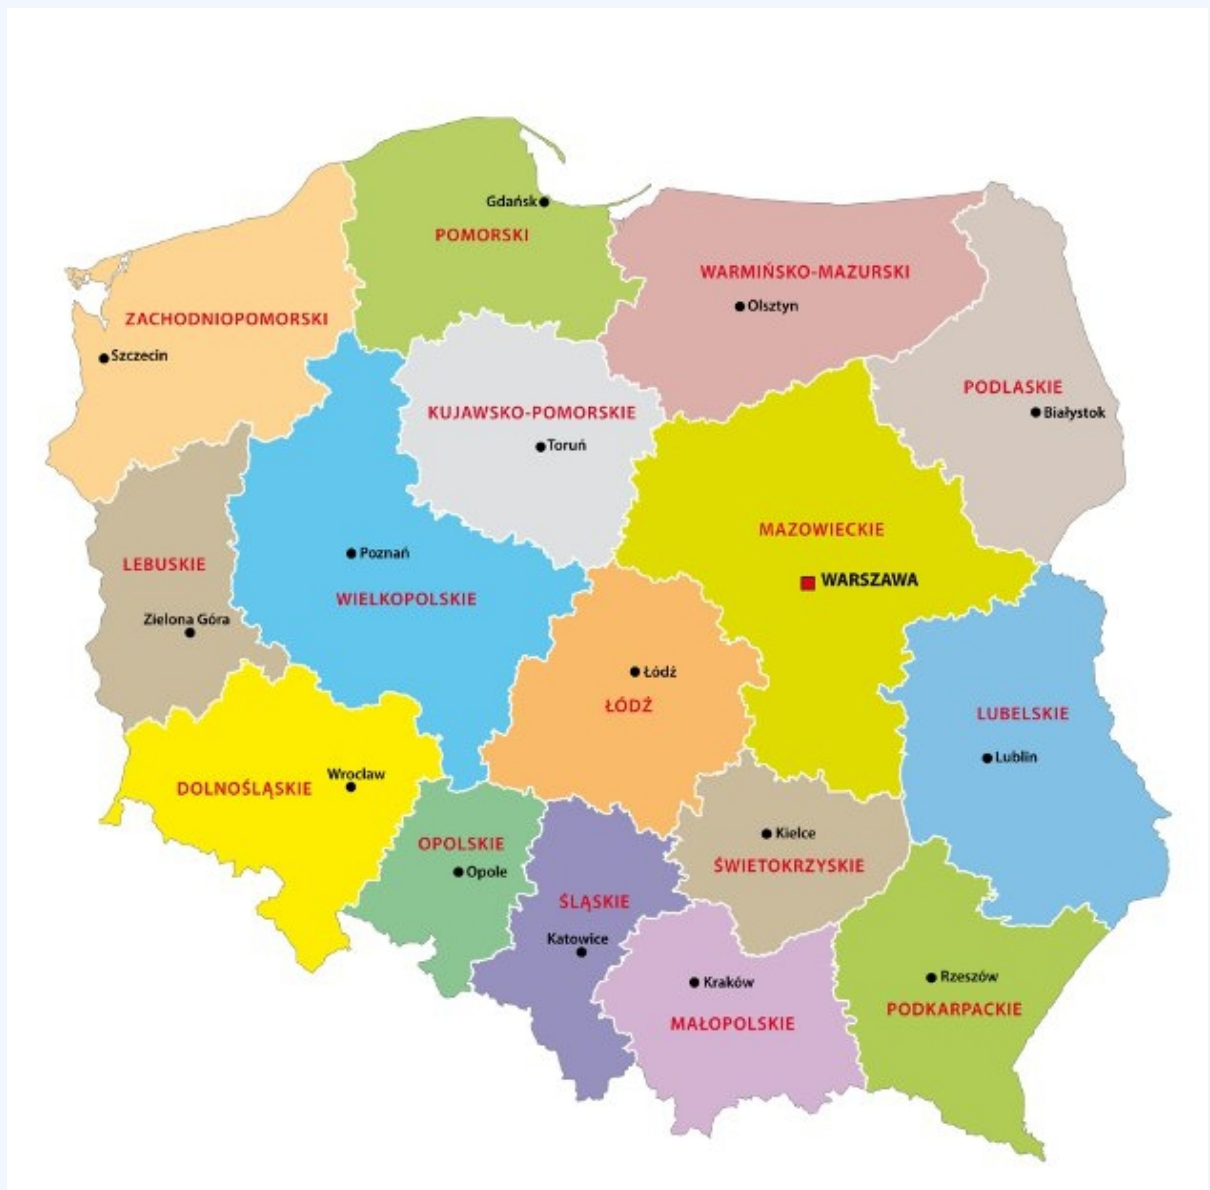 Gdańsk
POMORSKI
WARMIŃSKO-MAZURSKI
Olsztyn
ZACHODNIOPOMORSKI
Szczecin
PODLASKIE
Białystok
KUJAWSKO-POMORSKIE
Toruń
MAZOWIECKIE
WARSZAWA
Poznań
WIELKOPOLSKIE
LEBUSKIE
Zielona Góra
Łódź
ŁÓDŹ
LUBELSKIE
Lublin
Wrocław
DOLNOŚLĄSKIE
OPOLSKIE
Opole
Kielce
ŚWIETOKRZYSKIE
ŚLĄSKIE
Katowice
Kraków
MAŁOPOLSKIE
Rzeszów
PODKARPACKIE